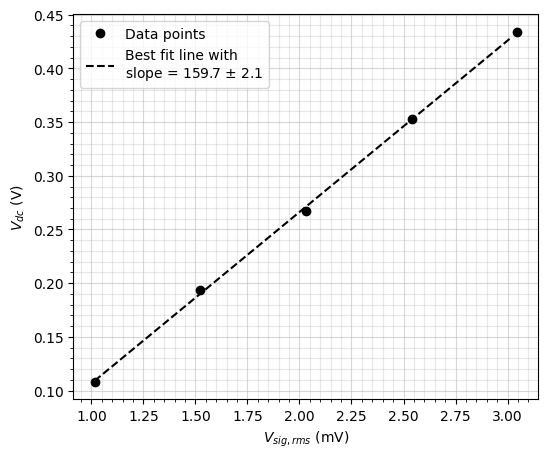 Data points
Best fit line with
slope = 159.7 ± 2.1
0.45
0.40
0.35
0.30
0.25
0.20
0.15
0.10
V_dc (V)
1.00 1.25 1.50 1.75 2.00 2.25 2.50 2.75 3.00
V_sig,rms (mV)